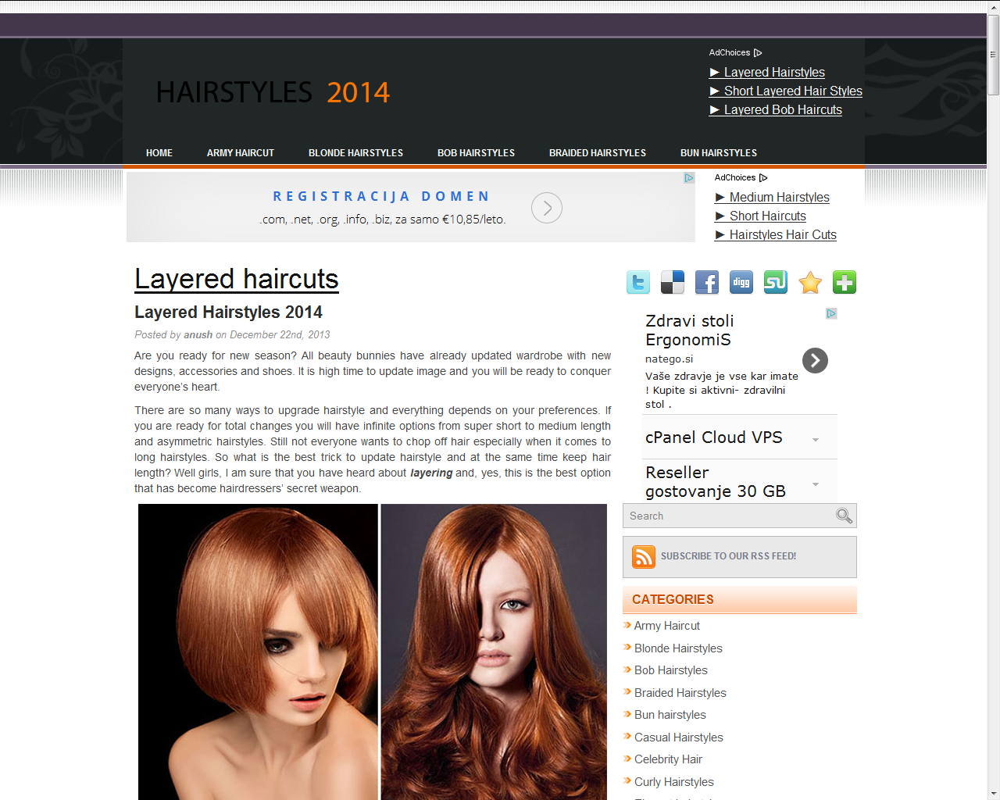 AdChoices
► Layered Hairstyles
► Short Layered Hair Styles
► Layered Bob Haircuts
HAIRSTYLES 2014
HOME ARMY HAIRCUT BLONDE HAIRSTYLES BOB HAIRSTYLES BRAIDED HAIRSTYLES BUN HAIRSTYLES
REGISTRACIJA DOMEN
.com, .net, .org, .info, .biz, za samo €10,85/leto.
AdChoices
► Medium Hairstyles
► Short Haircuts
► Hairstyles Hair Cuts
Layered haircuts
Layered Hairstyles 2014
Posted by anush on December 22nd, 2013
Are you ready for new season? All beauty bunnies have already updated wardrobe with new
designs, accessories and shoes. It is high time to update image and you will be ready to conquer
everyone's heart.
There are so many ways to upgrade hairstyle and everything depends on your preferences. If
you are ready for total changes you will have infinite options from super short to medium length
and asymmetric hairstyles. Still not everyone wants to chop off hair especially when it comes to
long hairstyles. So what is the best trick to update hairstyle and at the same time keep hair
length? Well girls, I am sure that you have heard about layering and, yes, this is the best option
that has become hairdressers' secret weapon.
digg
Zdravi stoli
ErgonomiS
natego.si
Vaše zdravje je vse kar imate
! Kupite si aktivni- zdravilni
stol .
cPanel Cloud VPS
Reseller
gostovanje 30 GB
Search
SUBSCRIBE TO OUR RSS FEED!
CATEGORIES
Army Haircut
Blonde Hairstyles
Bob Hairstyles
Braided Hairstyles
Bun hairstyles
Casual Hairstyles
Celebrity Hair
Curly Hairstyles